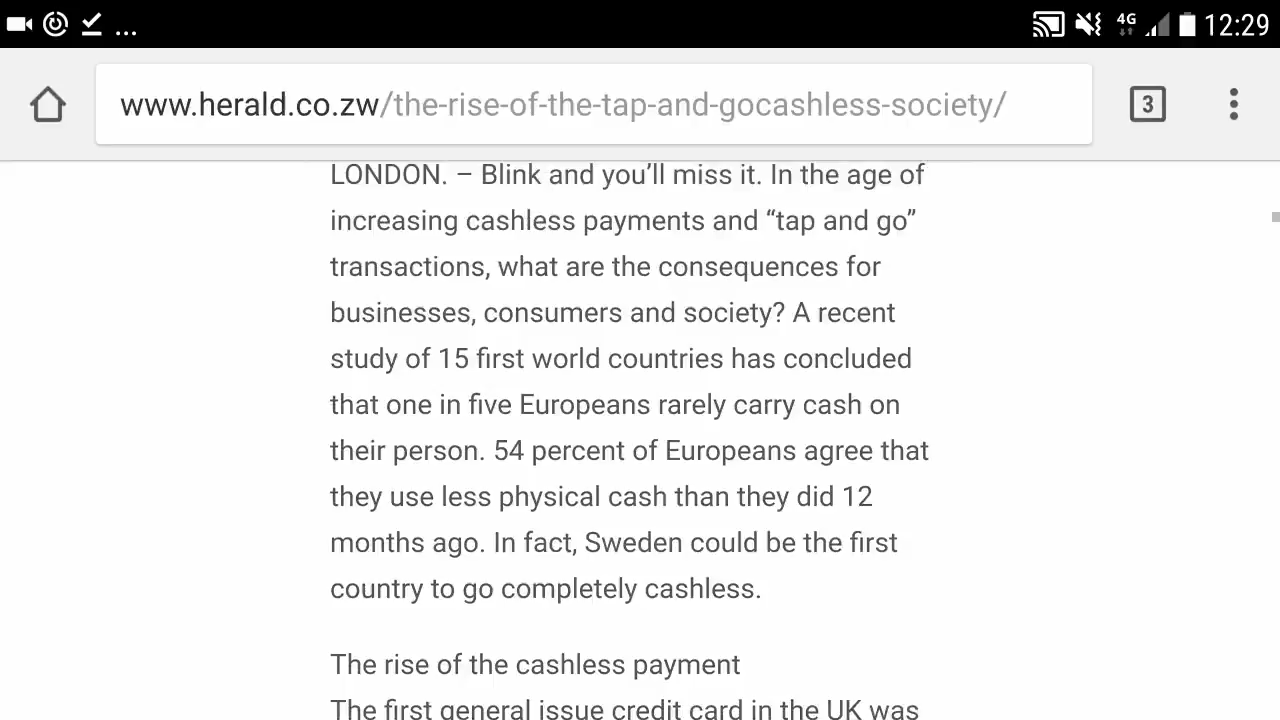 ... 4G 12:29
www.herald.co.zw/the-rise-of-the-tap-and-gocashless-society/ 3
LONDON. – Blink and you’ll miss it. In the age of
increasing cashless payments and “tap and go”
transactions, what are the consequences for
businesses, consumers and society? A recent
study of 15 first world countries has concluded
that one in five Europeans rarely carry cash on
their person. 54 percent of Europeans agree that
they use less physical cash than they did 12
months ago. In fact, Sweden could be the first
country to go completely cashless.
The rise of the cashless payment
The first general issue credit card in the UK was